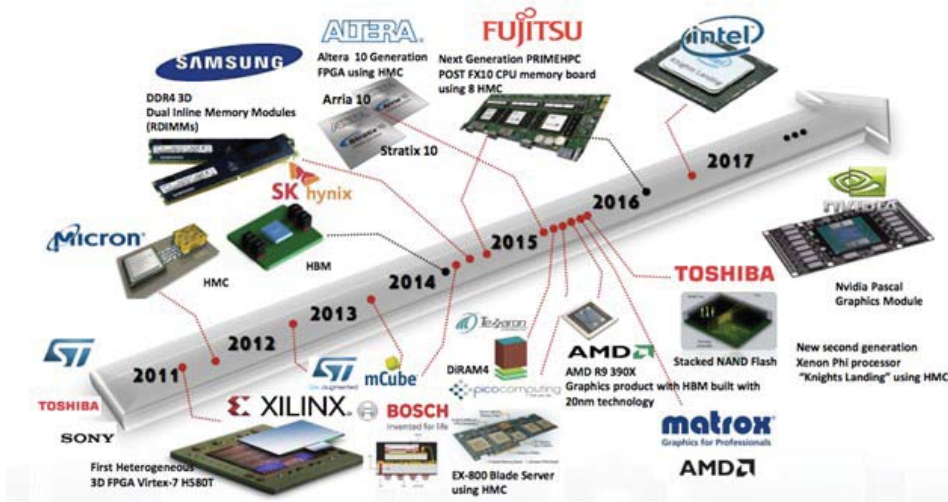 SAMSUNG
DDR4 3D
Dual Inline Memory Modules
(RDIMMs)
ALTERA
Altera 10 Generation
FPGA using HMC
Arria 10
Stratix 10
FUJITSU
Next Generation PRIMEHPC
POST FX10 CPU memory board
using 8 HMC
intel
Knights Landing
SK hynix
HBM
Micron
HMC
2011
2012
2013
2014
2015
2016
2017
...
NVIDIA
Nvidia Pascal
Graphics Module
New second generation
Xenon Phi processor
"Knights Landing" using HMC
TOSHIBA
Stacked NAND Flash
matrox
Graphics for Professionals
AMD
AMD
AMD R9 390X
Graphics product with HBM built with
20nm technology
Tezzaron
DiRAM4
picocomputing
EX-800 Blade Server
using HMC
mCube
BOSCH
Invented for life
ST
life.augmented
XILINX
First Heterogeneous
3D FPGA Virtex-7 H580T
ST
TOSHIBA
SONY